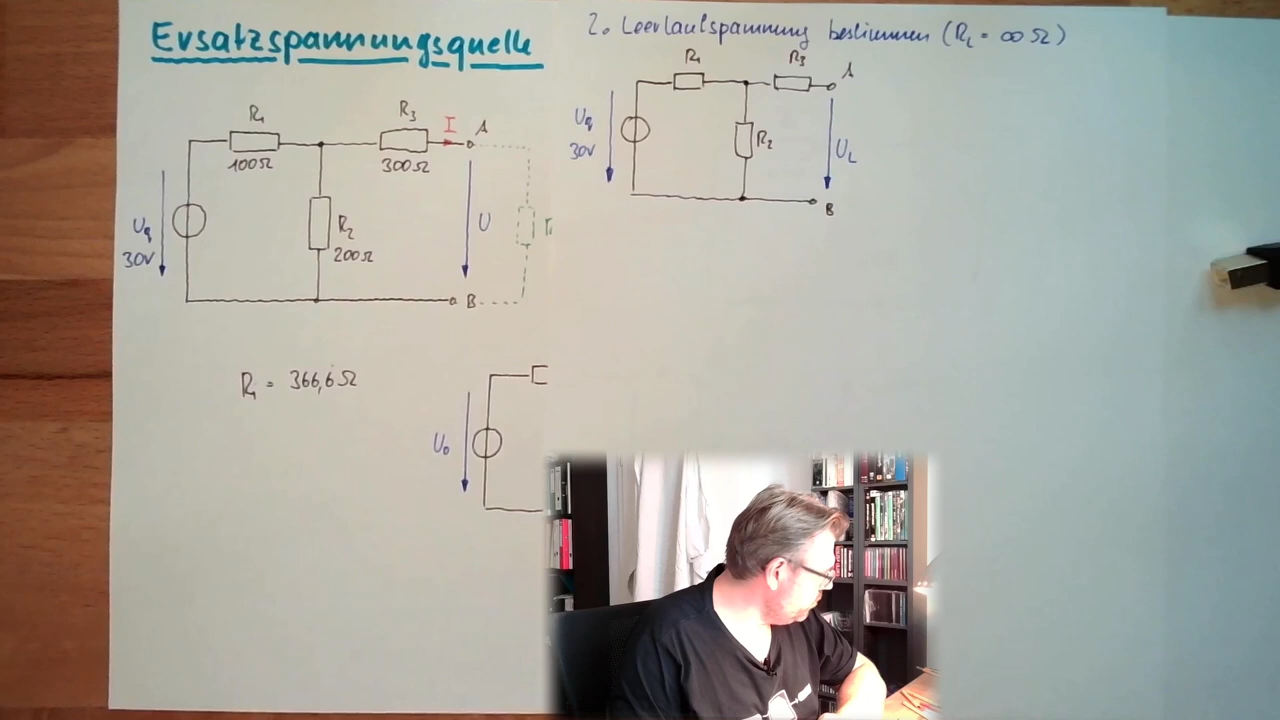 Ersatzspannungsquelle
R₁
100Ω
R₃
300Ω
I
A
Uq
30V
R₂
200Ω
U
B
Ri = 366,6Ω
U₀
2. Leerlaufspannung bestimmen (RL = ∞Ω)
R₁
R₃
A
Uq
30V
R₂
UL
B